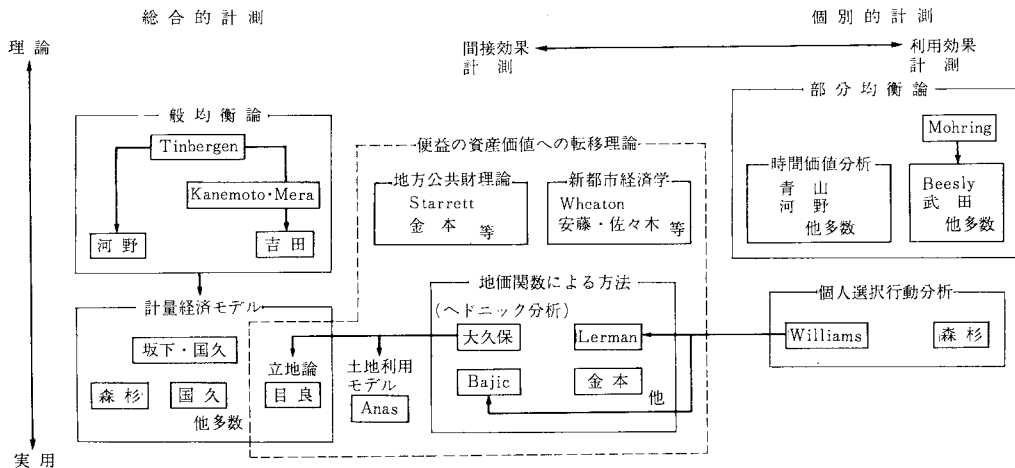 総合的計測
個別的計測
理論
間接効果計測
利用効果計測
部分均衡論
一般均衡論
Tinbergen
Kanemoto・Mera
河野
吉田
便益の資産価値への転移理論
地方公共財理論
Starrett
金本 等
新都市経済学
Wheaton
安藤・佐々木 等
時間価値分析
青山
河野
他多数
Mohring
Beesly
武田
他多数
計量経済モデル
坂下・国久
森杉
国久
他多数
立地論
目良
土地利用
モデル
Anas
地価関数による方法
(ヘドニック分析)
大久保
Lerman
Bajic
金本
他
個人選択行動分析
Williams
森杉
実用